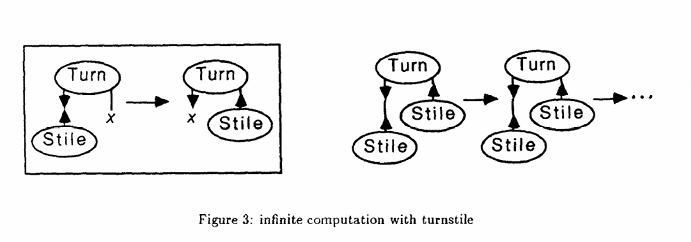 Turn Turn Turn Turn
x x Stile Stile ...
Stile Stile Stile Stile
Figure 3: infinite computation with turnstile